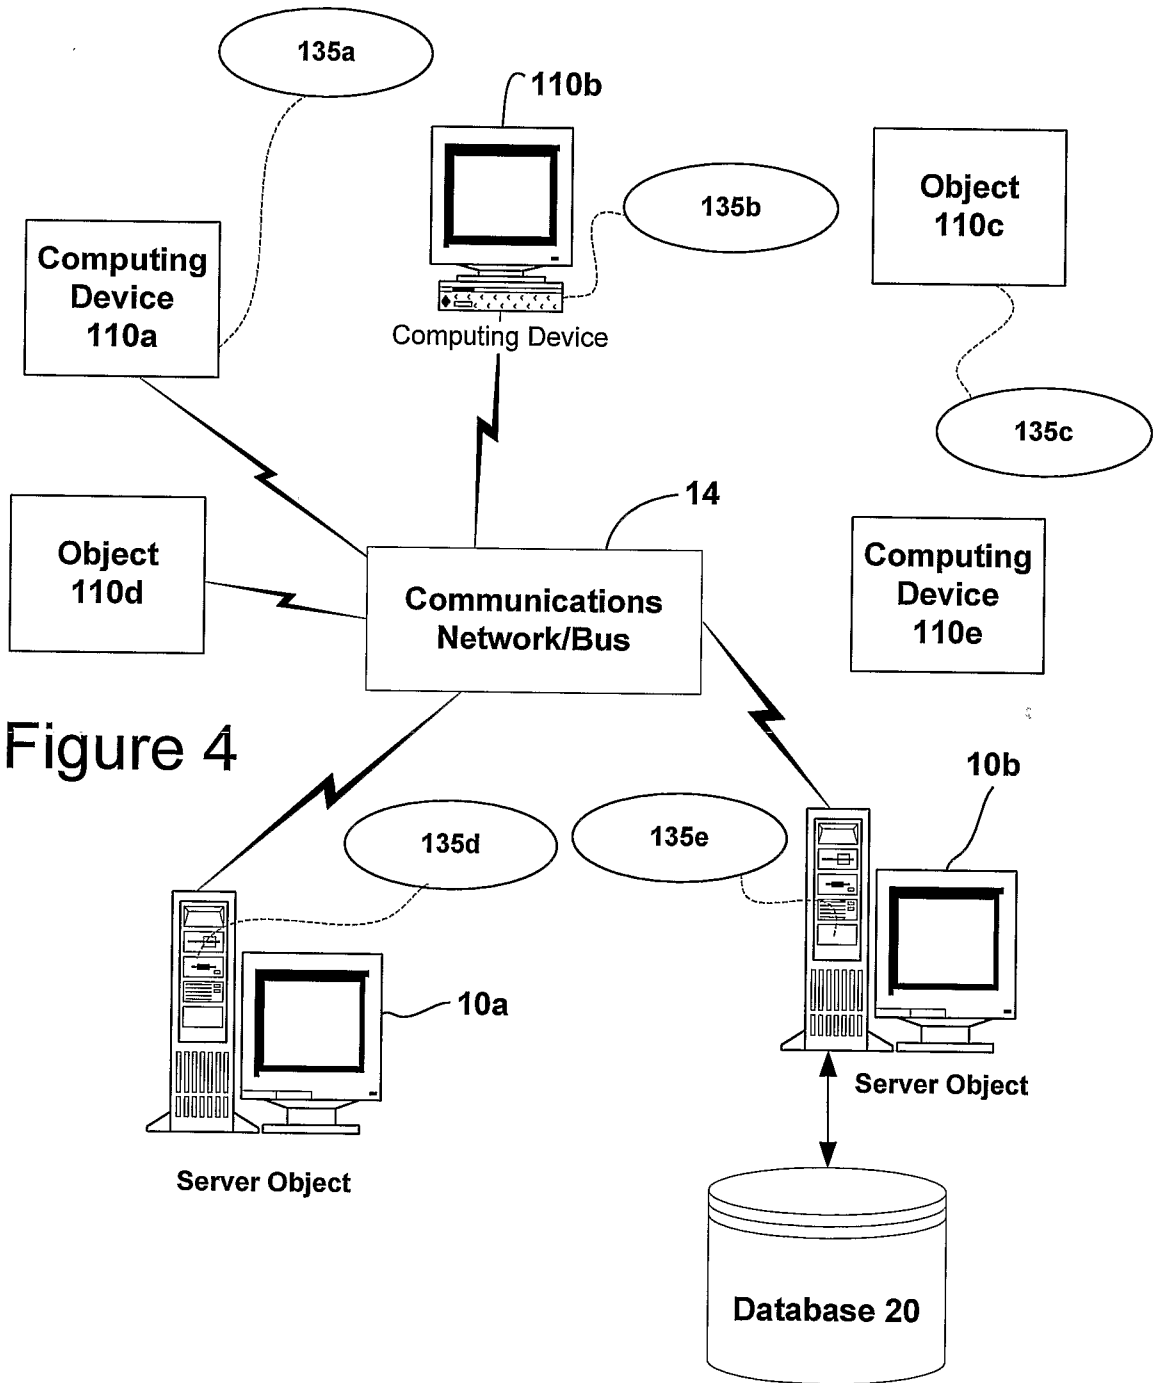 135a
110b
135b
Object
110c
Computing
Device
110a
Computing Device
135c
14
Object
110d
Communications
Network/Bus
Computing
Device
110e
Figure 4
10b
135d
135e
10a
Server Object
Server Object
Database 20